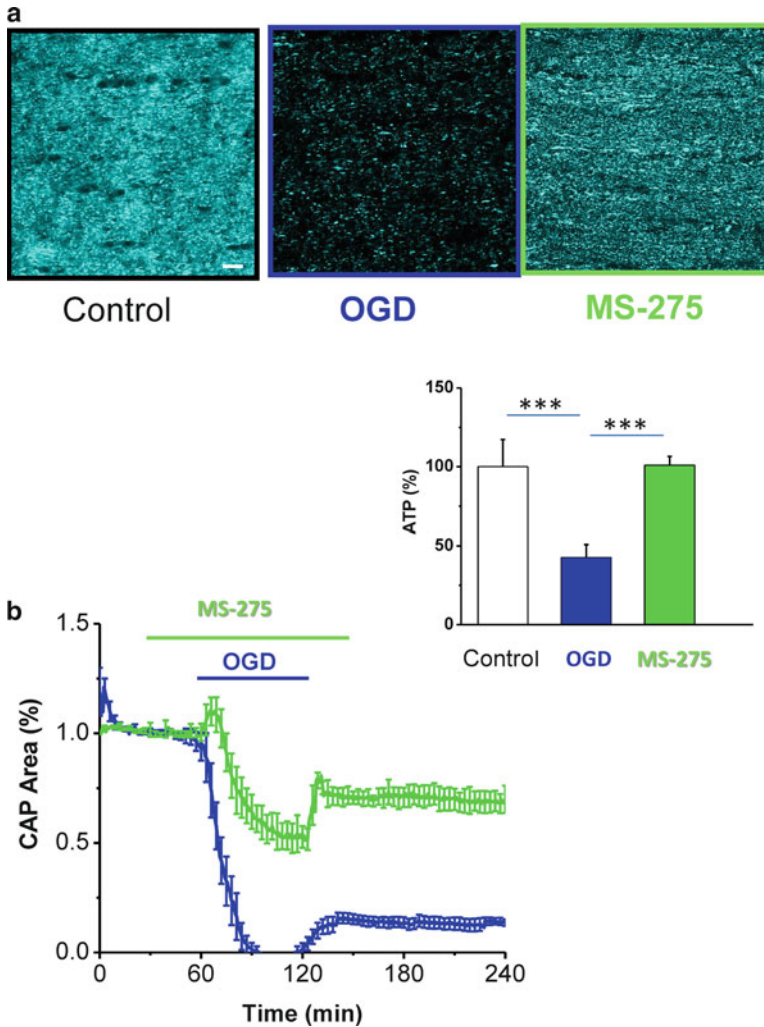 a
Control
OGD
MS-275
150
100
50
0
ATP (%)
***
***
Control
OGD
MS-275
b
MS-275
OGD
1.5
1.0
0.5
0.0
CAP Area (%)
0
60
120
180
240
Time (min)